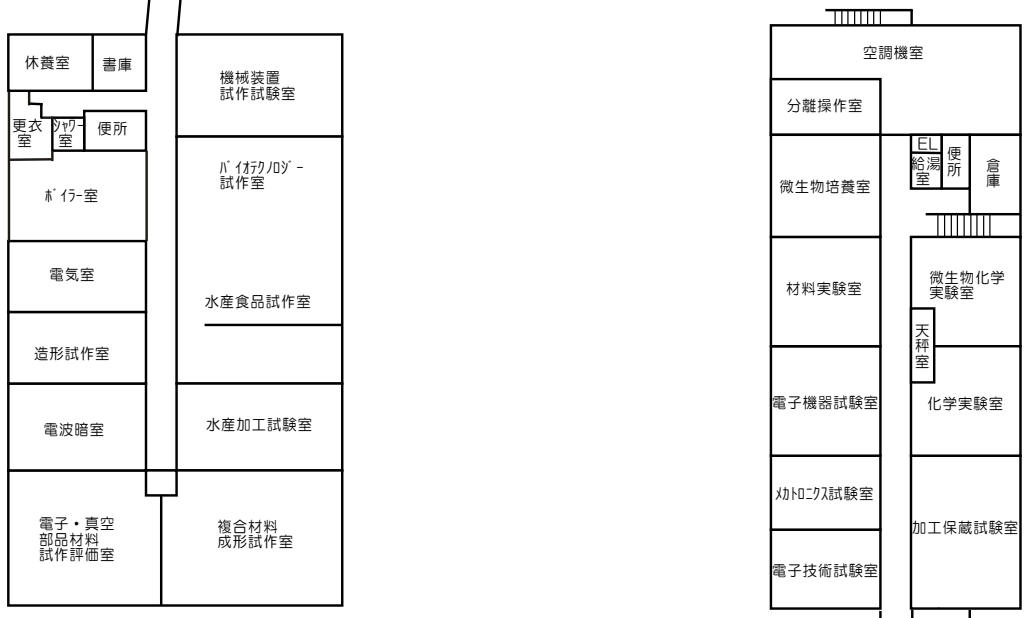 休養室
書庫
機械装置
試作試験室
更衣
室
ｼｬﾜｰ
室
便所
ﾊﾞｲｵﾃｸﾉﾛｼﾞｰ
試作室
ﾎﾞｲﾗｰ室
電気室
水産食品試作室
造形試作室
電波暗室
水産加工試験室
電子・真空
部品材料
試作評価室
複合材料
成形試作室
空調機室
分離操作室
EL
給湯
室
便
所
倉
庫
微生物培養室
材料実験室
微生物化学
実験室
天
秤
室
電子機器試験室
化学実験室
ﾒｶﾄﾛﾆｸｽ試験室
加工保蔵試験室
電子技術試験室